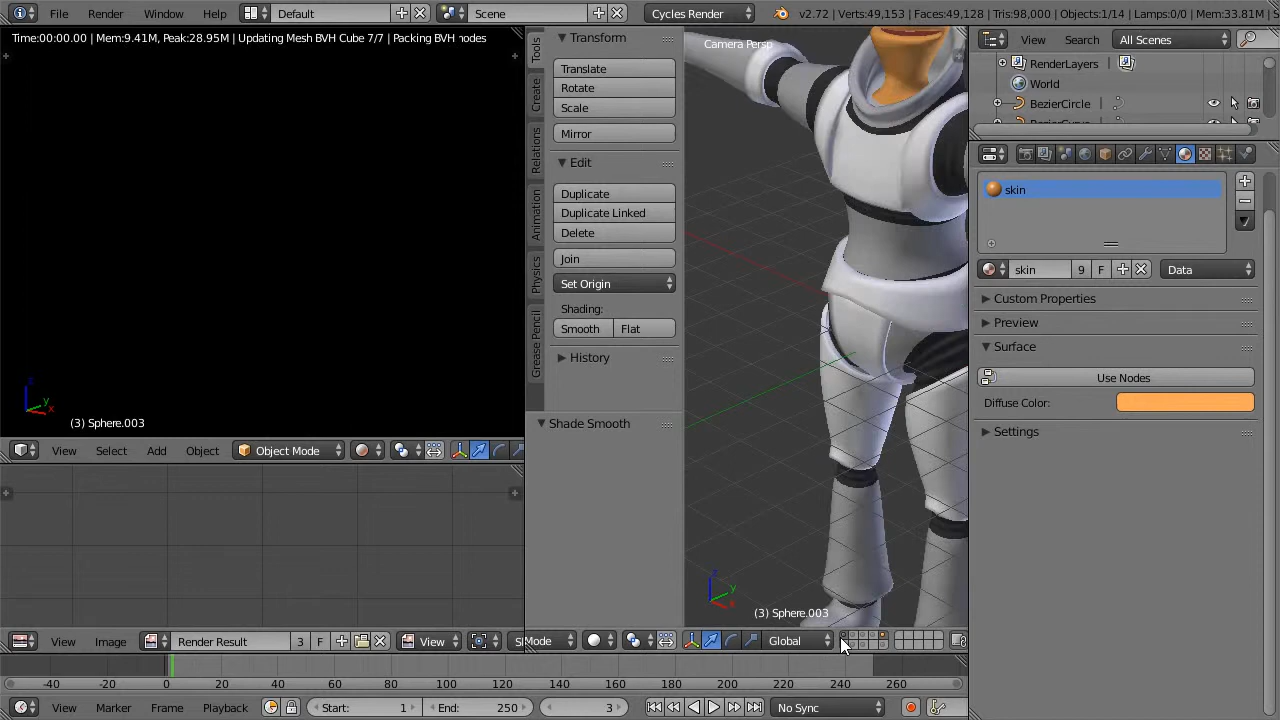 File Render Window Help Default Scene Cycles Render v2.72 | Verts:49,153 | Faces:49,128 | Tris:98,000 | Objects:1/14 | Lamps:0/0 | Mem:33.81M | S
Time:00:00.00 | Mem:9.41M, Peak:28.95M | Updating Mesh BVH Cube 7/7 | Packing BVH nodes
Tools
Create
Relations
Animation
Physics
Grease Pencil
Transform
Translate
Rotate
Scale
Mirror
Edit
Duplicate
Duplicate Linked
Delete
Join
Set Origin
Shading:
Smooth Flat
History
Shade Smooth
Camera Persp
(3) Sphere.003
View Search All Scenes
RenderLayers
World
BezierCircle
skin
skin 9 F Data
Custom Properties
Preview
Surface
Use Nodes
Diffuse Color:
Settings
(3) Sphere.003
View Select Add Object Object Mode
View Image Render Result 3 F View Mode Global
-40 -20 0 20 40 60 80 100 120 140 160 180 200 220 240 260
View Marker Frame Playback Start: 1 End: 250 3 No Sync